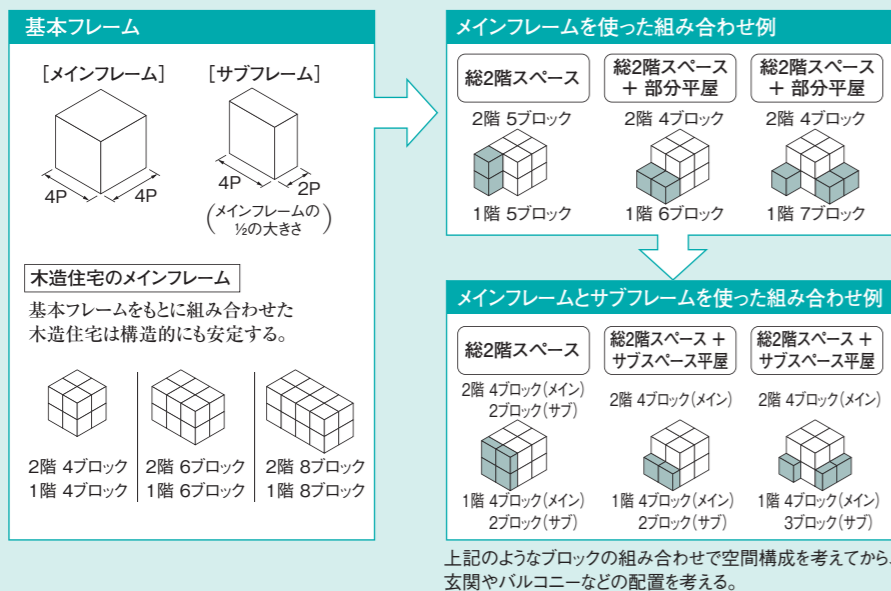 基本フレーム
[メインフレーム]
[サブフレーム]
4P
4P
4P
2P
(メインフレームの
½の大きさ)
木造住宅のメインフレーム
基本フレームをもとに組み合わせた
木造住宅は構造的にも安定する。
2階 4ブロック
1階 4ブロック
2階 6ブロック
1階 6ブロック
2階 8ブロック
1階 8ブロック
メインフレームを使った組み合わせ例
総2階スペース
2階 5ブロック
1階 5ブロック
総2階スペース
+ 部分平屋
2階 4ブロック
1階 6ブロック
総2階スペース
+ 部分平屋
2階 4ブロック
1階 7ブロック
メインフレームとサブフレームを使った組み合わせ例
総2階スペース
2階 4ブロック(メイン)
2ブロック(サブ)
1階 4ブロック(メイン)
2ブロック(サブ)
総2階スペース +
サブスペース平屋
2階 4ブロック(メイン)
1階 4ブロック(メイン)
2ブロック(サブ)
総2階スペース +
サブスペース平屋
2階 4ブロック(メイン)
1階 4ブロック(メイン)
3ブロック(サブ)
上記のようなブロックの組み合わせで空間構成を考えてから、
玄関やバルコニーなどの配置を考える。